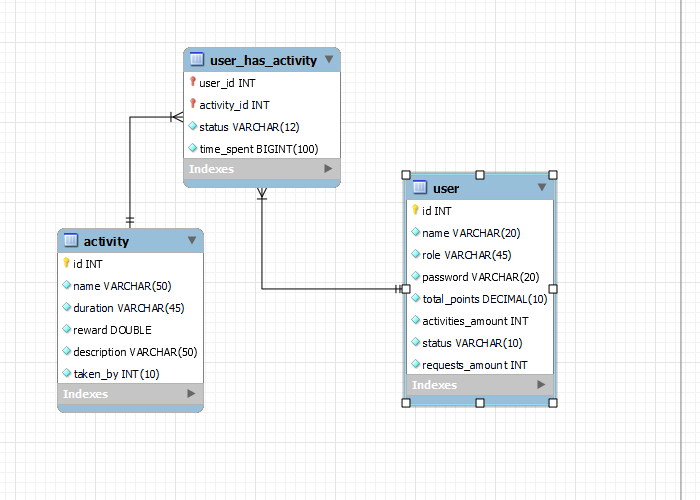 user_has_activity
user_id INT
activity_id INT
status VARCHAR(12)
time_spent BIGINT(100)
Indexes
user
id INT
name VARCHAR(20)
role VARCHAR(45)
password VARCHAR(20)
total_points DECIMAL(10)
activities_amount INT
status VARCHAR(10)
requests_amount INT
Indexes
activity
id INT
name VARCHAR(50)
duration VARCHAR(45)
reward DOUBLE
description VARCHAR(50)
taken_by INT(10)
Indexes